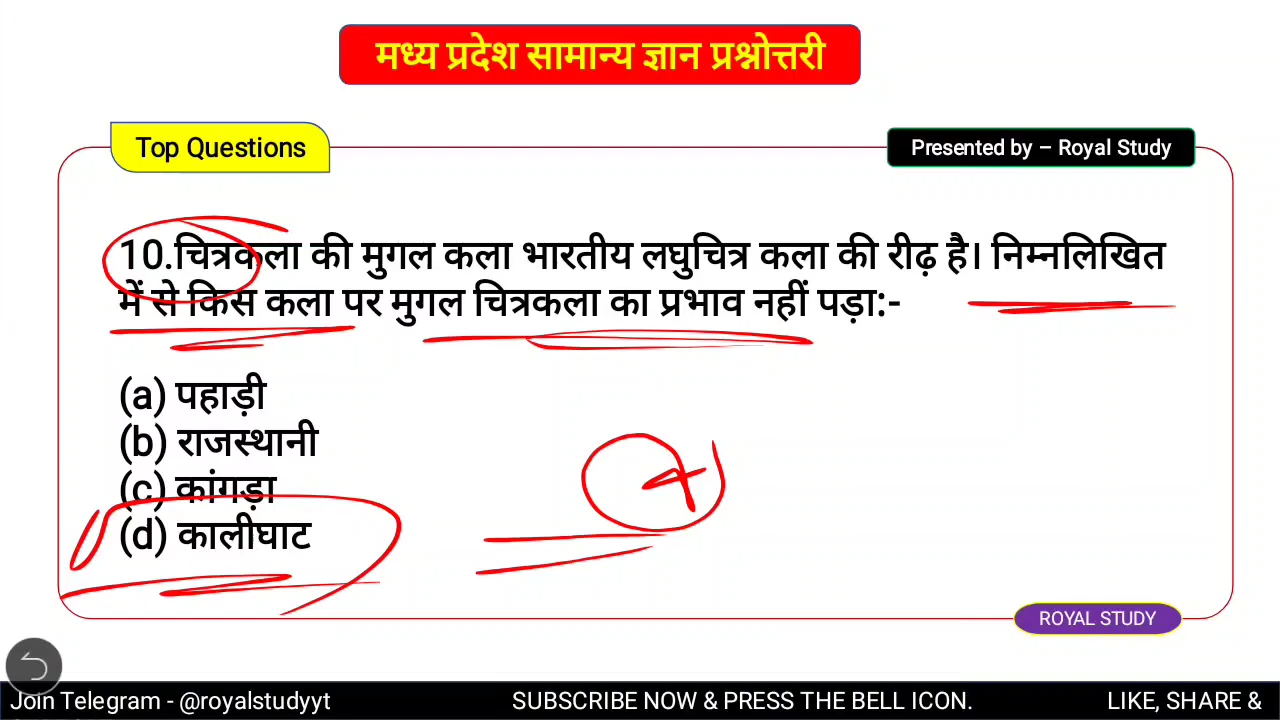 मध्य प्रदेश सामान्य ज्ञान प्रश्नोत्तरी
Top Questions
Presented by – Royal Study
10.चित्रकला की मुगल कला भारतीय लघुचित्र कला की रीढ़ है। निम्नलिखित
में से किस कला पर मुगल चित्रकला का प्रभाव नहीं पड़ा:-
(a) पहाड़ी
(b) राजस्थानी
(c) कांगड़ा
(d) कालीघाट
ROYAL STUDY
Join Telegram - @royalstudyyt
SUBSCRIBE NOW & PRESS THE BELL ICON.
LIKE, SHARE &